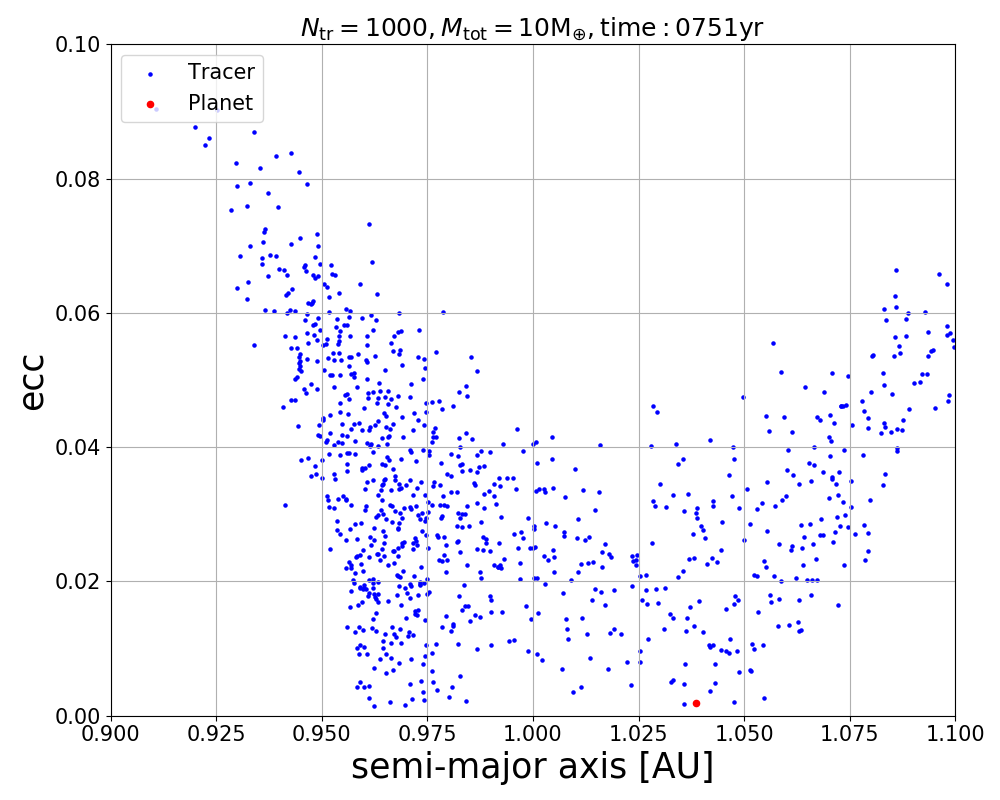 N_tr = 1000, M_tot = 10M_⊕, time : 0751yr
Tracer
Planet
0.10
0.08
0.06
0.04
0.02
0.00
ecc
0.900 0.925 0.950 0.975 1.000 1.025 1.050 1.075 1.100
semi-major axis [AU]